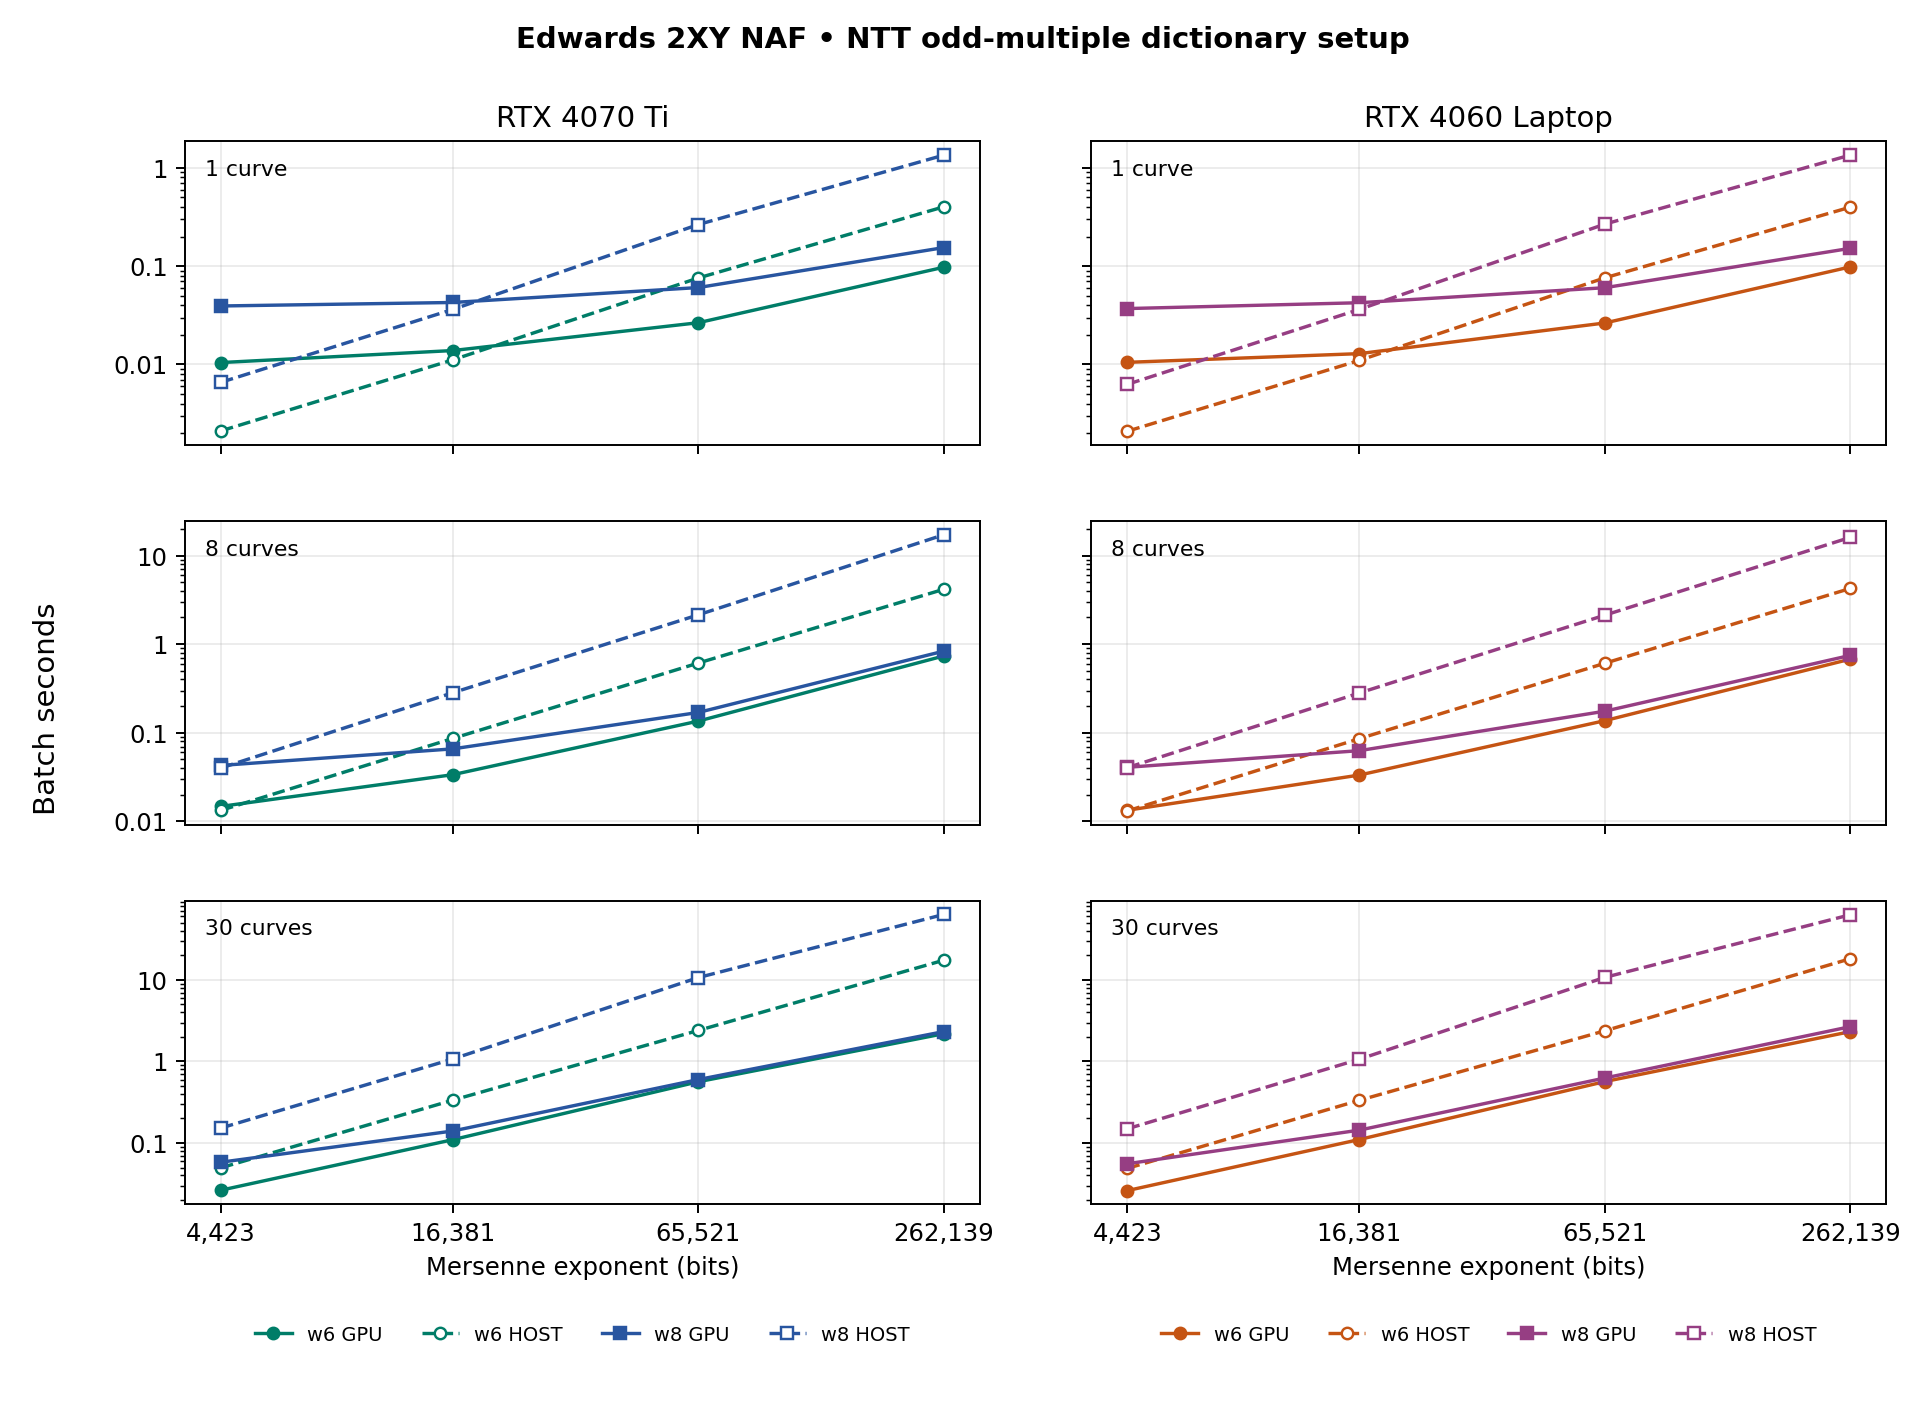 Edwards 2XY NAF • NTT odd-multiple dictionary setup
RTX 4070 Ti
RTX 4060 Laptop
1 curve
1 curve
1
0.1
0.01
8 curves
8 curves
10
1
0.1
0.01
Batch seconds
30 curves
30 curves
10
1
0.1
4,423 16,381 65,521 262,139
4,423 16,381 65,521 262,139
Mersenne exponent (bits)
Mersenne exponent (bits)
w6 GPU w6 HOST w8 GPU w8 HOST
w6 GPU w6 HOST w8 GPU w8 HOST